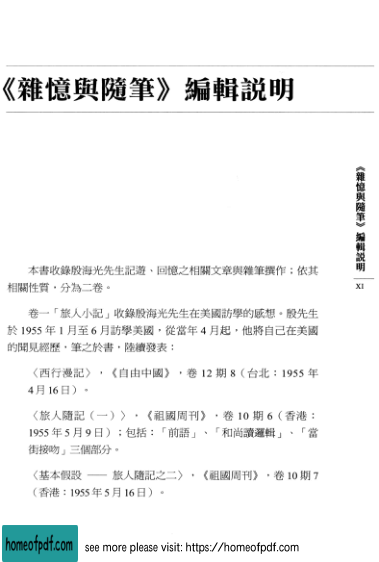 《雜憶與隨筆》編輯說明
《雜憶與隨筆》編輯說明
XI
本書收錄殷海光先生記遊、回憶之相關文章與雜筆撰作；依其
相關性質，分為二卷。
卷一「旅人小記」收錄殷海光先生在美國訪學的感想。殷先生
於 1955 年 1 月至 6 月訪學美國，從當年 4 月起，他將自己在美國
的聞見經歷，筆之於書，陸續發表：
〈西行漫記〉，《自由中國》，卷 12 期 8（台北：1955 年
4 月 16 日）。
〈旅人隨記（一）〉，《祖國周刊》，卷 10 期 6（香港：
1955 年 5 月 9 日）；包括：「前語」、「和尚讀邏輯」、「當
街接吻」三個部分。
〈基本假設 —— 旅人隨記之二〉，《祖國周刊》，卷 10 期 7
（香港：1955 年 5 月 16 日）。
homeofpdf.com
see more please visit: https://homeofpdf.com